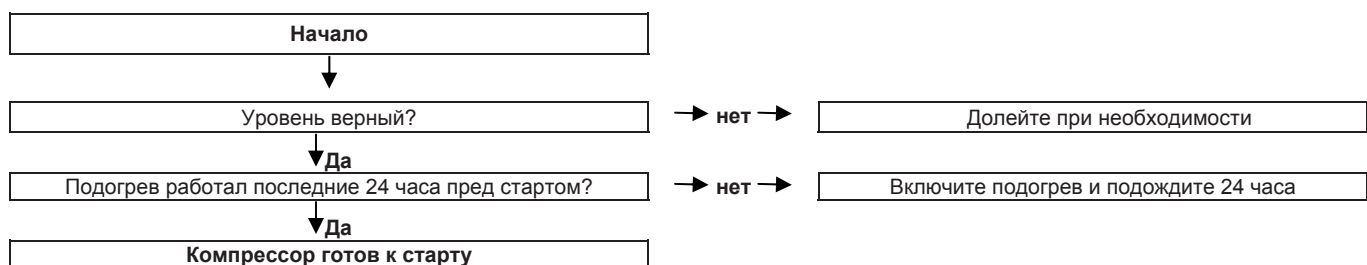 Начало
Уровень верный? нет Долейте при необходимости
Да
Подогрев работал последние 24 часа пред стартом? нет Включите подогрев и подождите 24 часа
Да
Компрессор готов к старту